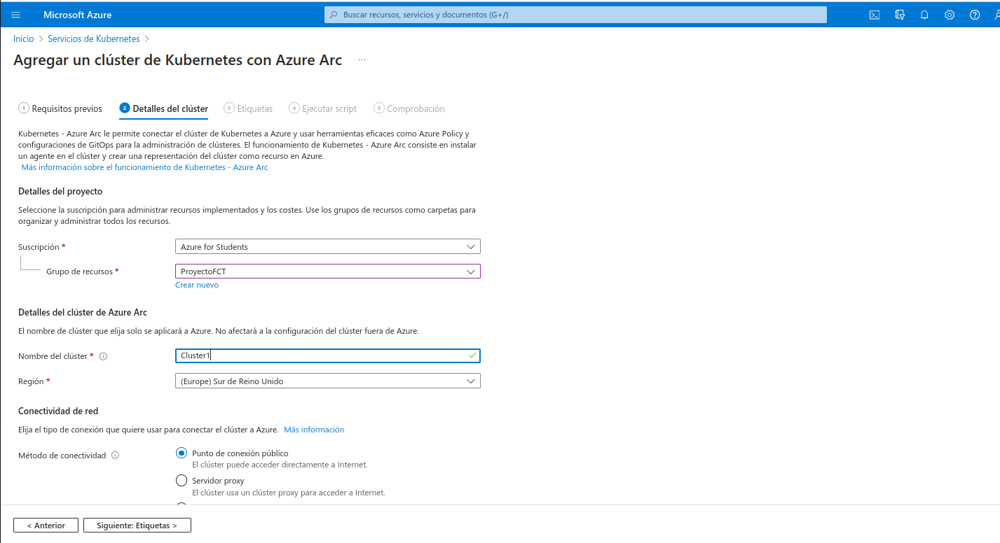 Microsoft Azure
Buscar recursos, servicios y documentos (G+/)
Inicio > Servicios de Kubernetes >
Agregar un clúster de Kubernetes con Azure Arc ...
1 Requisitos previos 2 Detalles del clúster 3 Etiquetas 4 Ejecutar script 5 Comprobación
Kubernetes - Azure Arc le permite conectar el clúster de Kubernetes a Azure y usar herramientas eficaces como Azure Policy y
configuraciones de GitOps para la administración de clústeres. El funcionamiento de Kubernetes - Azure Arc consiste en instalar
un agente en el clúster y crear una representación del clúster como recurso en Azure.
Más información sobre el funcionamiento de Kubernetes - Azure Arc
Detalles del proyecto
Seleccione la suscripción para administrar recursos implementados y los costes. Use los grupos de recursos como carpetas para
organizar y administrar todos los recursos.
Suscripción * Azure for Students
Grupo de recursos * ProyectoFCT
Crear nuevo
Detalles del clúster de Azure Arc
El nombre de clúster que elija solo se aplicará a Azure. No afectará a la configuración del clúster fuera de Azure.
Nombre del clúster * Cluster1
Región * (Europe) Sur de Reino Unido
Conectividad de red
Elija el tipo de conexión que quiere usar para conectar el clúster a Azure. Más información
Método de conectividad Punto de conexión público
El clúster puede acceder directamente a Internet.
Servidor proxy
El clúster usa un clúster proxy para acceder a Internet.
< Anterior Siguiente: Etiquetas >